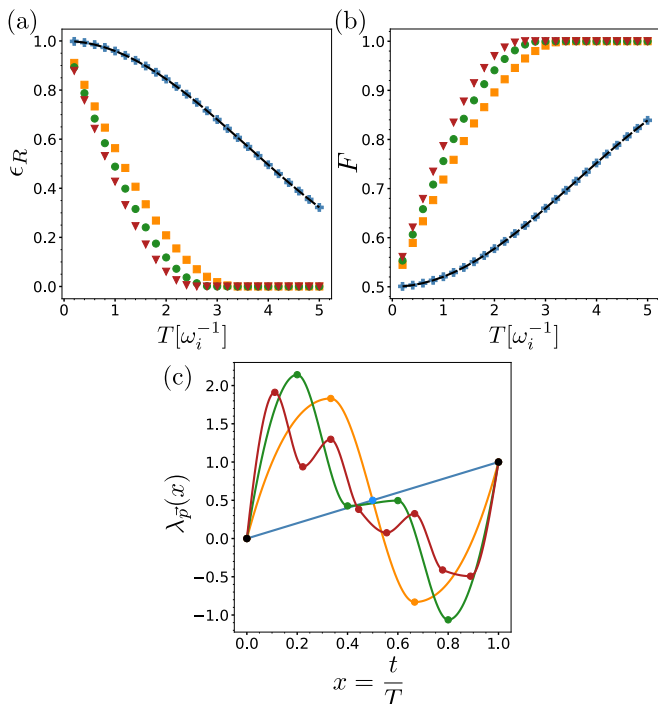 (a)
(b)
1.0
0.8
0.6
0.4
0.2
0.0
ϵ_R
0 1 2 3 4 5
T[ω_i^{-1}]
1.0
0.9
0.8
0.7
0.6
0.5
F
0 1 2 3 4 5
T[ω_i^{-1}]
(c)
2.0
1.5
1.0
0.5
0.0
−0.5
−1.0
λ_{\vec{p}}(x)
0.0 0.2 0.4 0.6 0.8 1.0
x = \frac{t}{T}